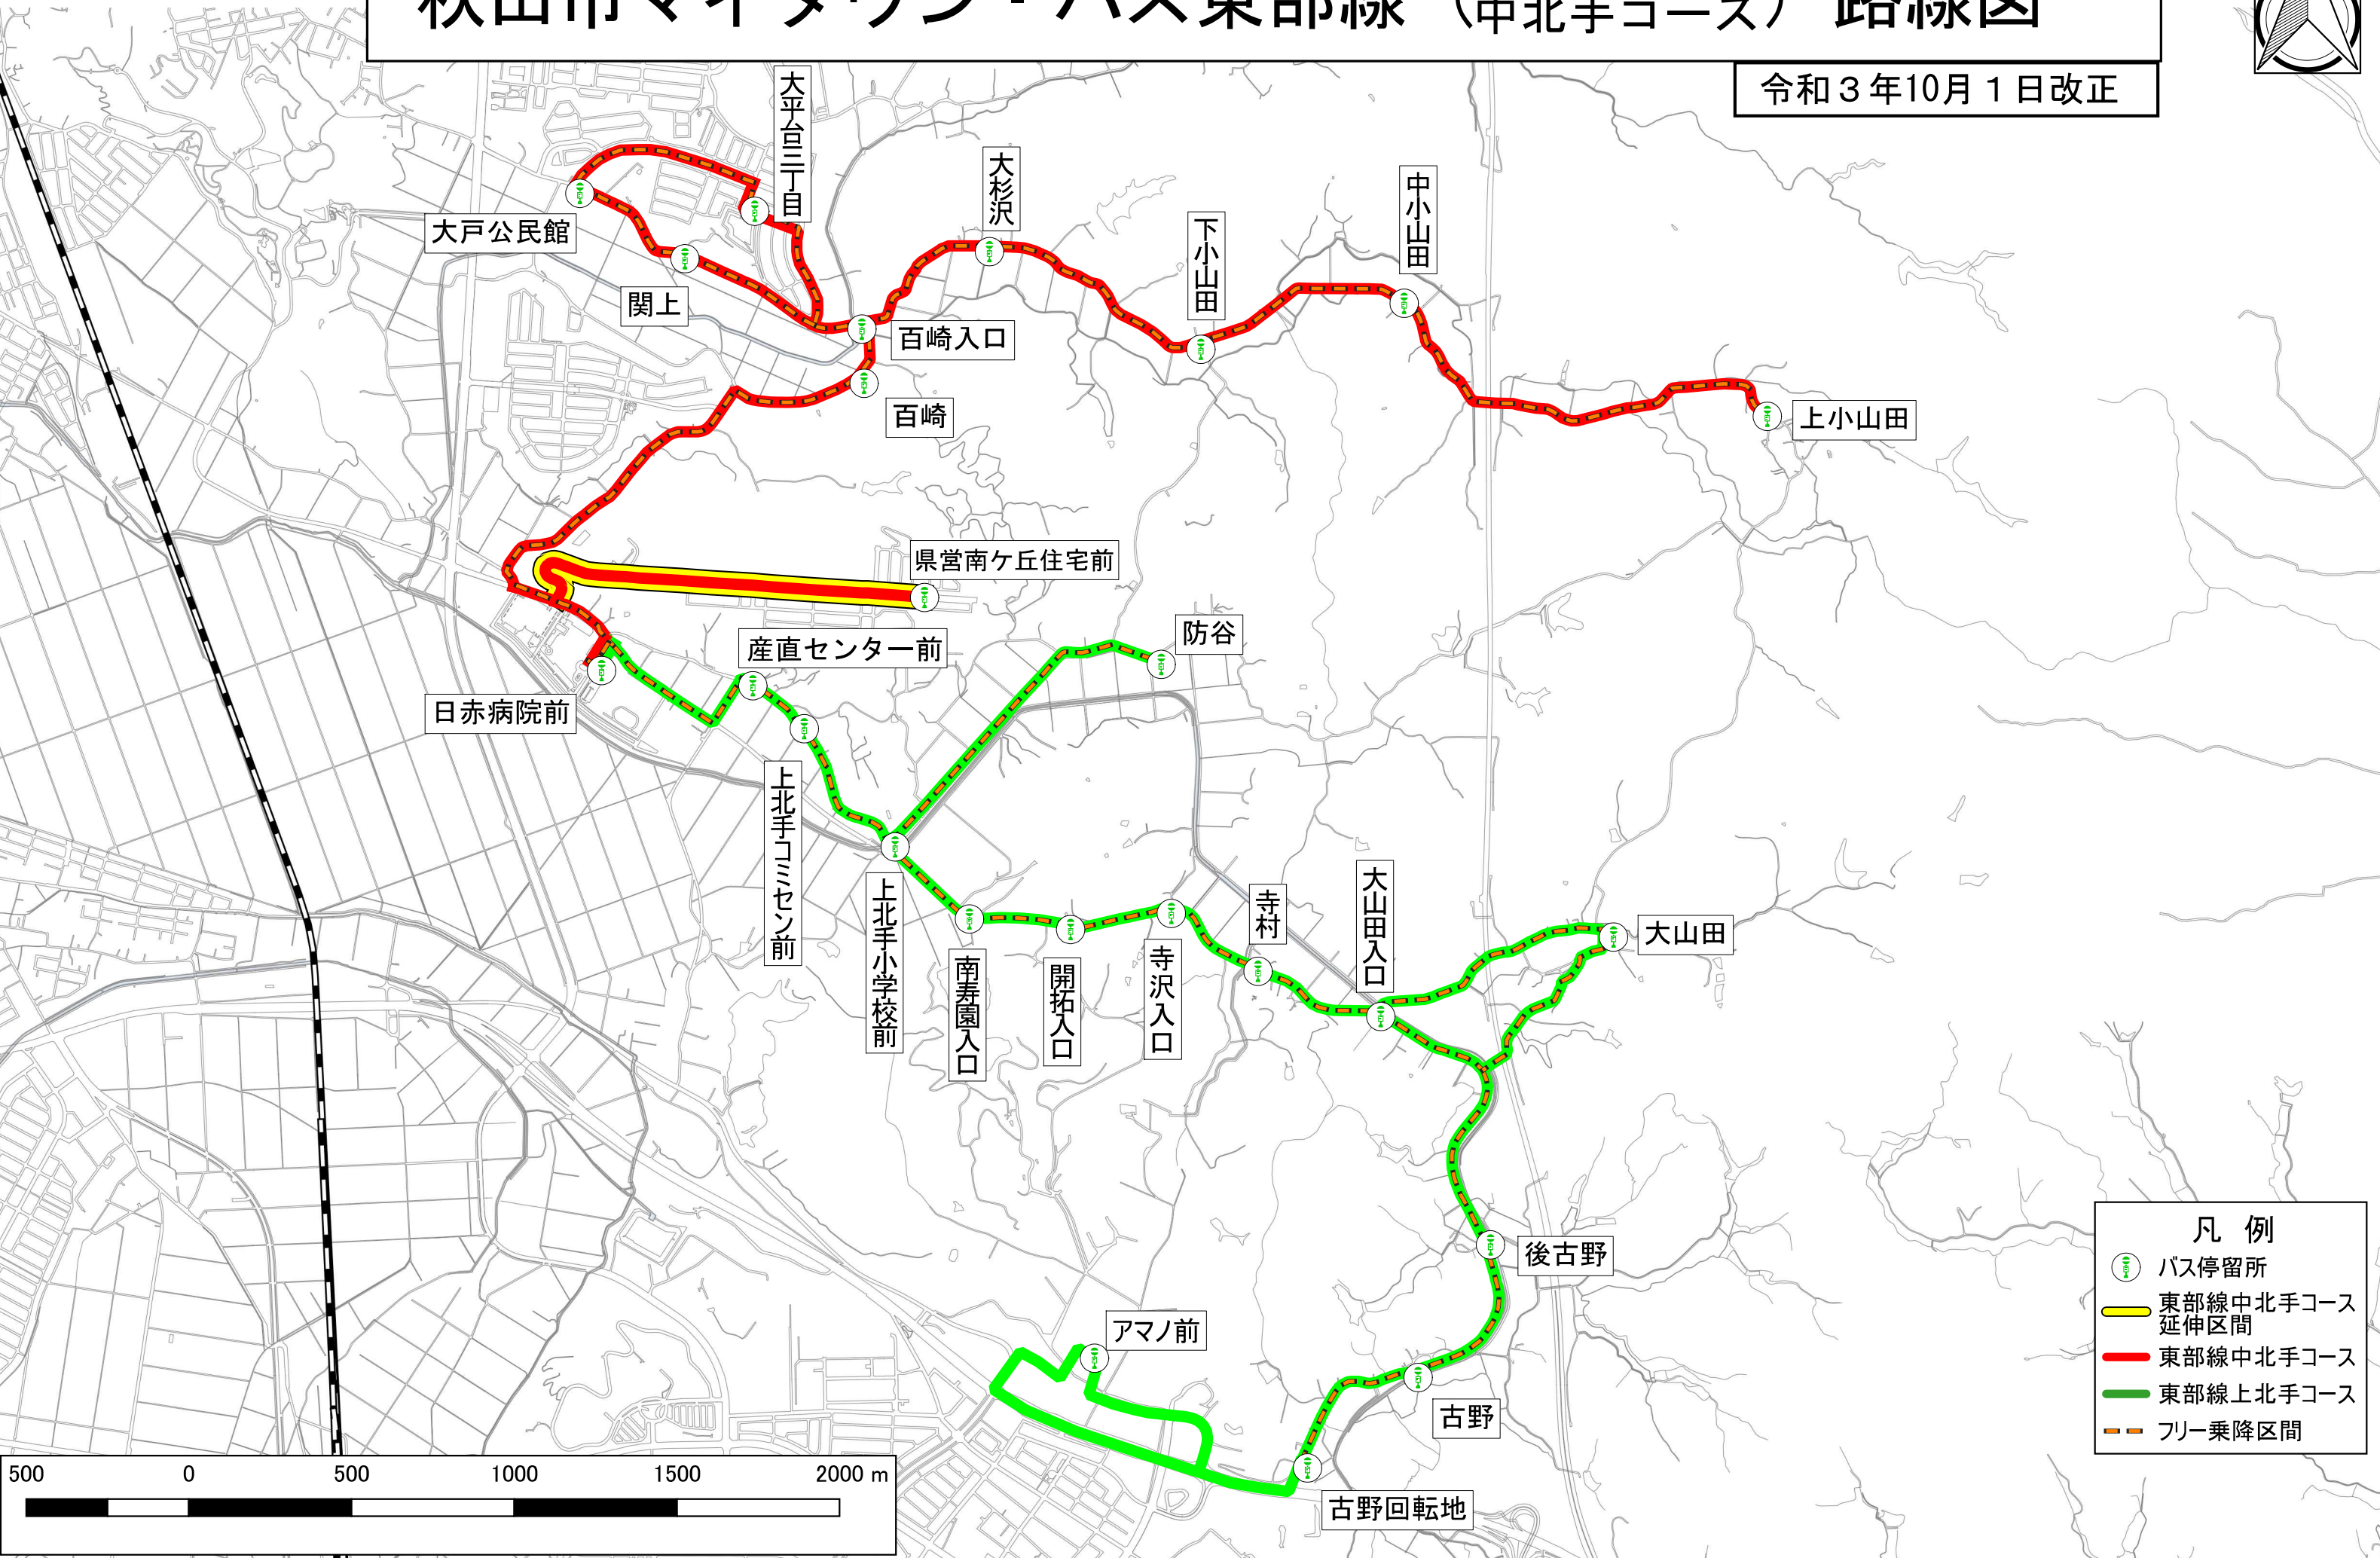 秋田市マイタウン・バス東部線（中北手コース）路線図
令和３年10月１日改正
大平台三丁目
大杉沢
中小山田
下小山田
大戸公民館
関上
百崎入口
百崎
上小山田
県営南ケ丘住宅前
防谷
産直センター前
日赤病院前
上北手コミセン前
上北手小学校前
南寿園入口
開拓入口
寺沢入口
寺村
大山田入口
大山田
後古野
アマノ前
古野
古野回転地
凡例
バス停留所
東部線中北手コース
延伸区間
東部線中北手コース
東部線上北手コース
フリー乗降区間
500 0 500 1000 1500 2000 m